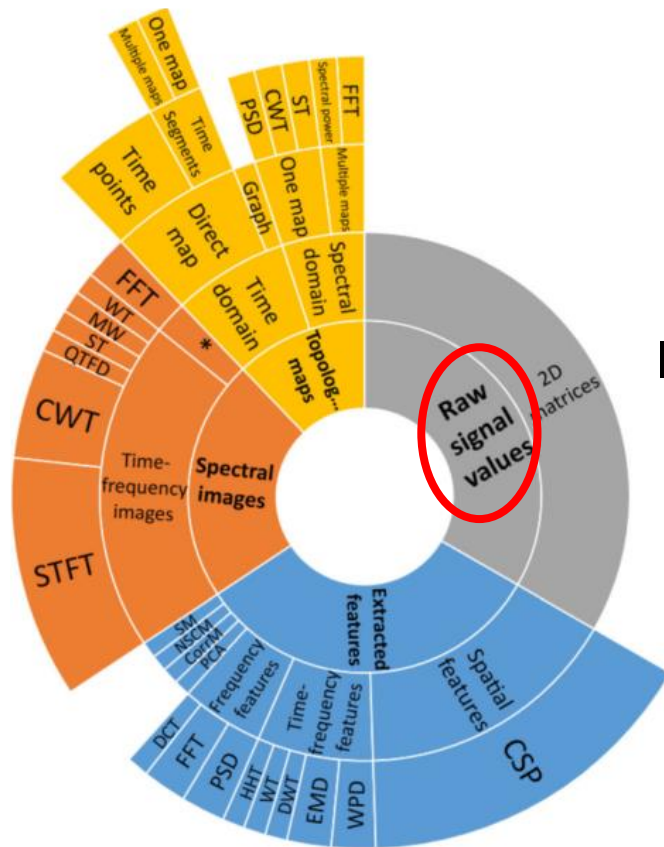 Multiple maps
One map
PSD
CWT
ST
Spectral power
FFT
Time
points
Time
Segments
Direct
map
Graph
One map
Multiple maps
Time
domain
Spectral
domain
Topolog...
maps
Raw
signal
values
2D
matrices
FFT
WT
MW
ST
QTFD
CWT
STFT
*
Time-
frequency
images
Spectral
images
Extracted
features
SM
NSCM
CorrM
PCA
Frequency
features
Time-
frequency
features
Spatial
features
DCT
FFT
PSD
HHT
WT
DWT
EMD
WPD
CSP